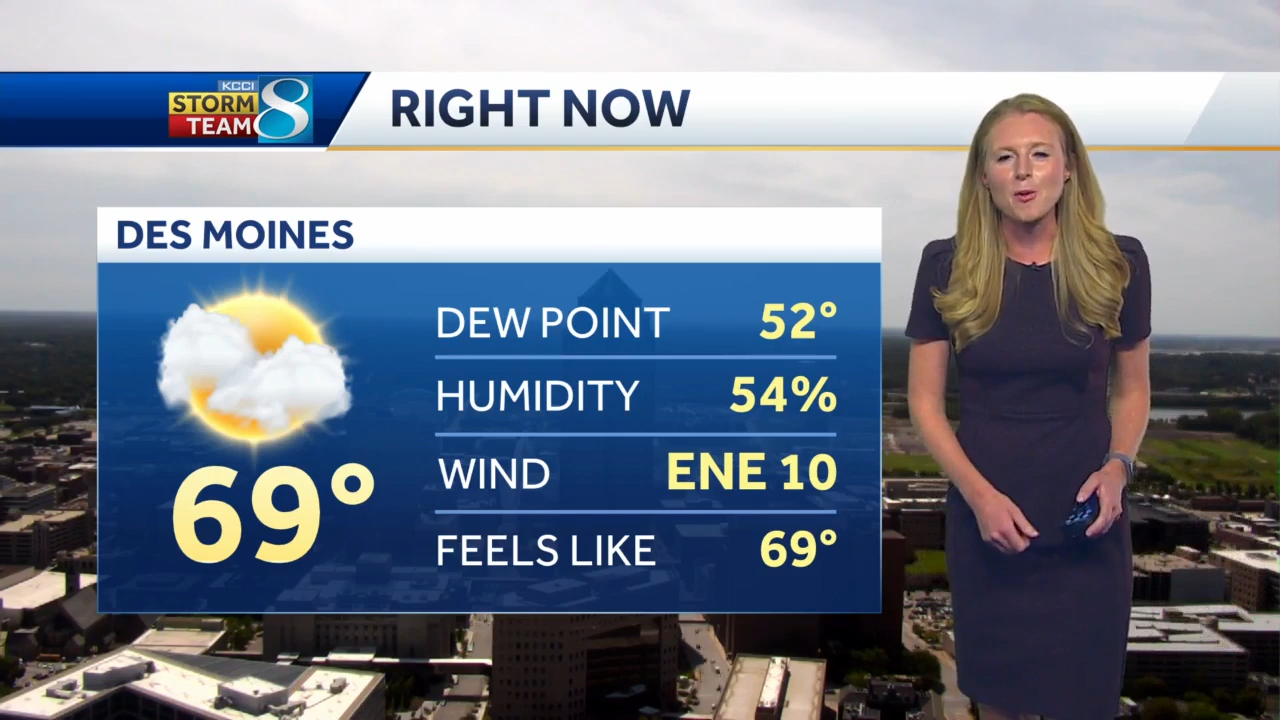 KCCI
STORM
TEAM 8
RIGHT NOW
DES MOINES
69°
DEW POINT 52°
HUMIDITY 54%
WIND ENE 10
FEELS LIKE 69°